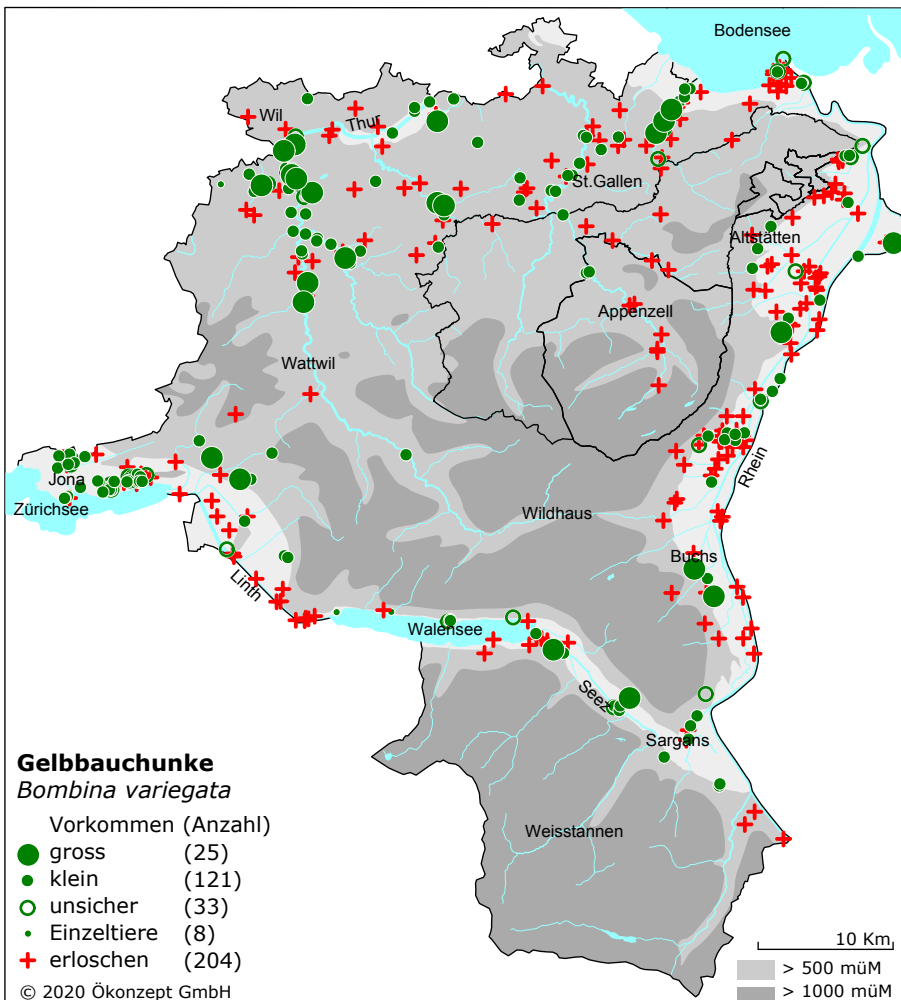 Bodensee
Wil
Thur
St.Gallen
Altstätten
Appenzell
Wattwil
Rhein
Jona
Zürichsee
Wildhaus
Buchs
Linth
Walensee
Seez
Sargans
Weisstannen
Gelbbauchunke
Bombina variegata
Vorkommen (Anzahl)
gross (25)
klein (121)
unsicher (33)
Einzeltiere (8)
erloschen (204)
© 2020 Ökonzept GmbH
10 Km
> 500 müM
> 1000 müM